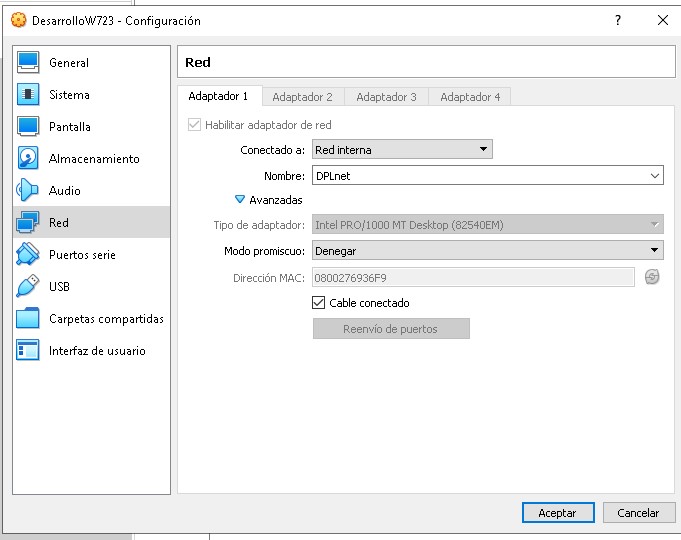 DesarrolloW723 - Configuración
?
General
Sistema
Pantalla
Almacenamiento
Audio
Red
Puertos serie
USB
Carpetas compartidas
Interfaz de usuario
Red
Adaptador 1 Adaptador 2 Adaptador 3 Adaptador 4
Habilitar adaptador de red
Conectado a: Red interna
Nombre: DPLnet
Avanzadas
Tipo de adaptador: Intel PRO/1000 MT Desktop (82540EM)
Modo promiscuo: Denegar
Dirección MAC: 0800276936F9
Cable conectado
Reenvío de puertos
Aceptar Cancelar